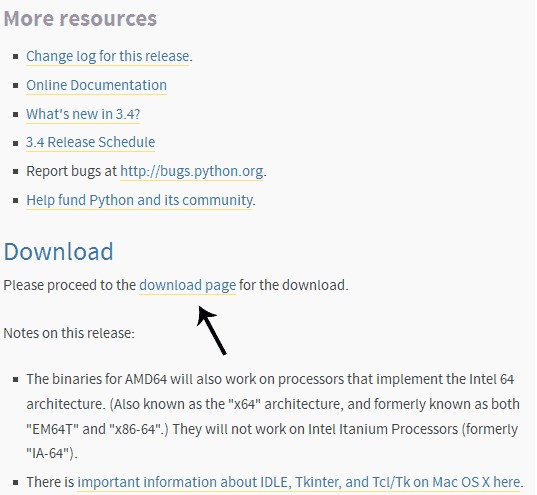 More resources
Change log for this release.
Online Documentation
What's new in 3.4?
3.4 Release Schedule
Report bugs at http://bugs.python.org.
Help fund Python and its community.
Download
Please proceed to the download page for the download.
Notes on this release:
The binaries for AMD64 will also work on processors that implement the Intel 64
architecture. (Also known as the "x64" architecture, and formerly known as both
"EM64T" and "x86-64".) They will not work on Intel Itanium Processors (formerly
"IA-64").
There is important information about IDLE, Tkinter, and Tcl/Tk on Mac OS X here.